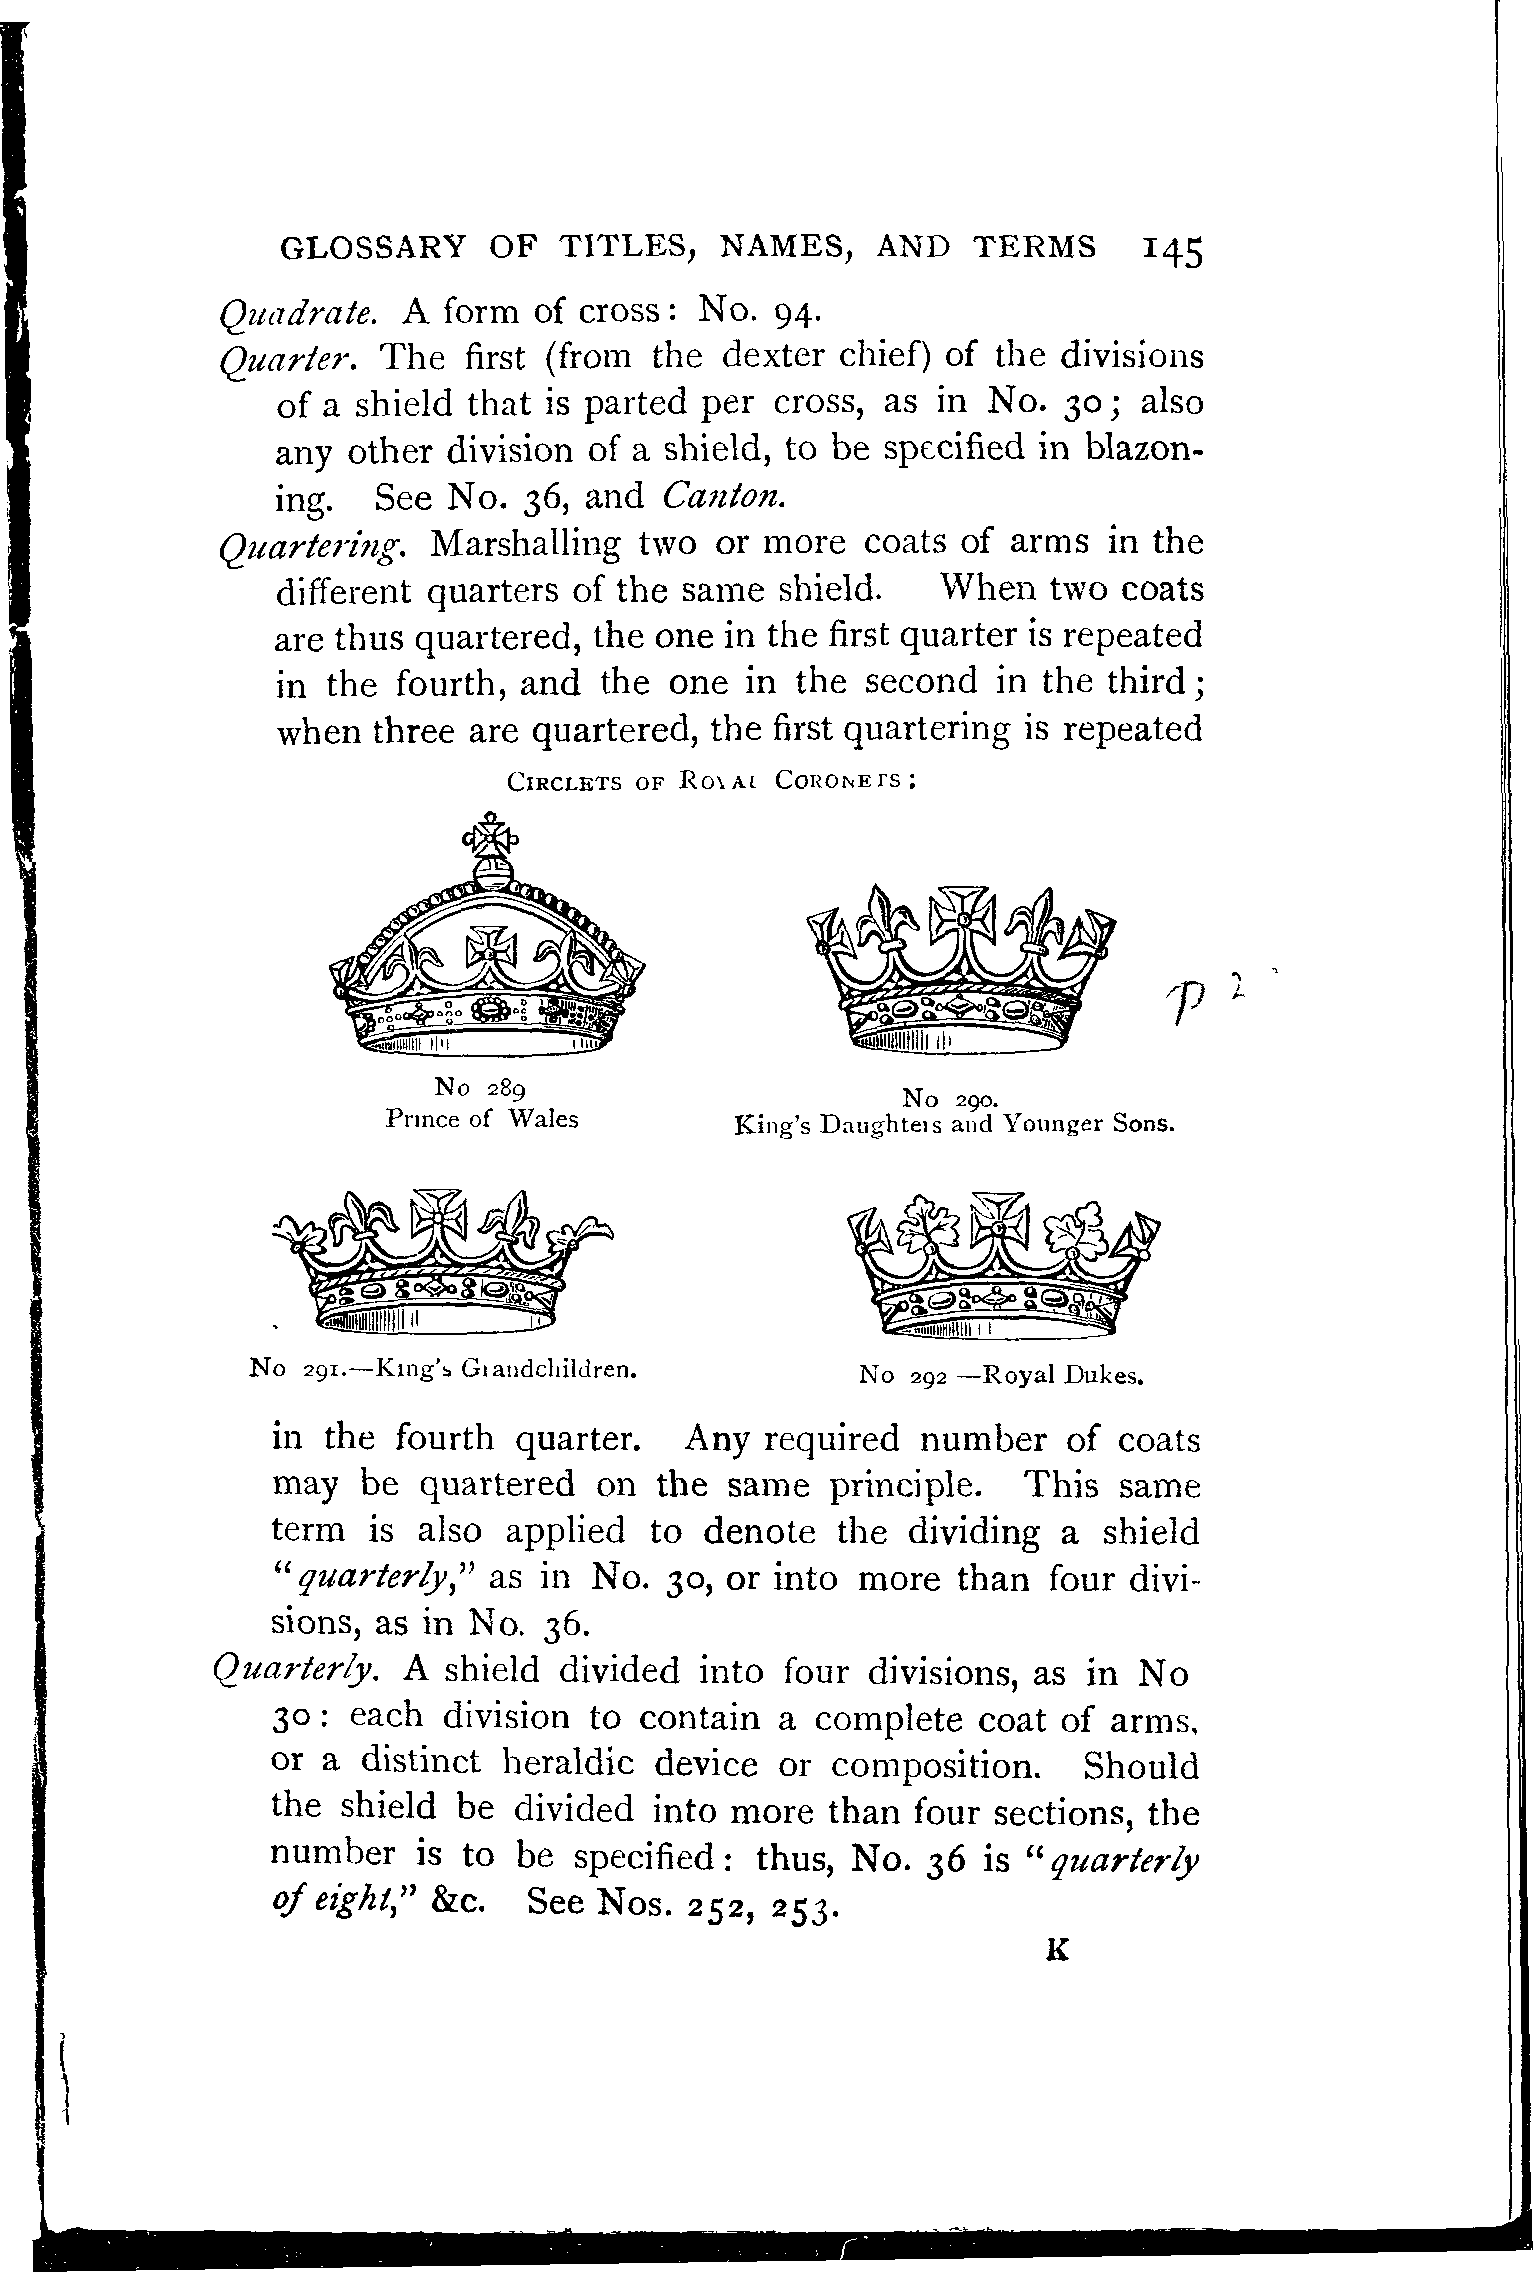 GLOSSARY OF TITLES, NAMES, AND TERMS 145
Quadrate. A form of cross: No. 94.
Quarter. The first (from the dexter chief) of the divisions
of a shield that is parted per cross, as in No. 30; also
any other division of a shield, to be specified in blazon-
ing. See No. 36, and Canton.
Quartering. Marshalling two or more coats of arms in the
different quarters of the same shield. When two coats
are thus quartered, the one in the first quarter is repeated
in the fourth, and the one in the second in the third;
when three are quartered, the first quartering is repeated
CIRCLETS OF ROYAL CORONETS:
No 289
Prince of Wales
No 290.
King's Daughters and Younger Sons.
p 2
No 291.—King's Grandchildren.
No 292 —Royal Dukes.
in the fourth quarter. Any required number of coats
may be quartered on the same principle. This same
term is also applied to denote the dividing a shield
"quarterly," as in No. 30, or into more than four divi-
sions, as in No. 36.
Quarterly. A shield divided into four divisions, as in No
30: each division to contain a complete coat of arms,
or a distinct heraldic device or composition. Should
the shield be divided into more than four sections, the
number is to be specified: thus, No. 36 is "quarterly
of eight," &c. See Nos. 252, 253.
K